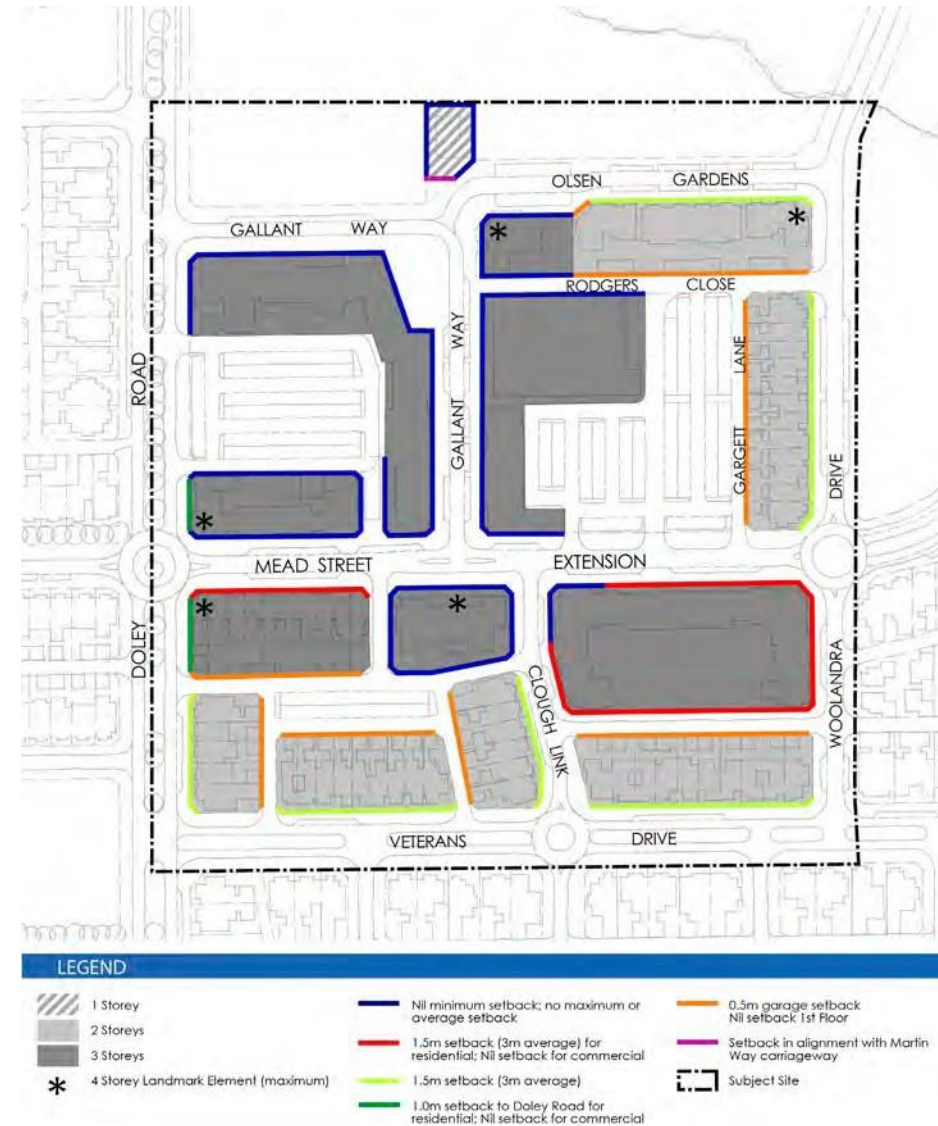 OLSEN GARDENS
GALLANT WAY
*
*
RODGERS CLOSE
GALLANT WAY
ROAD
GARGETT LANE
DRIVE
*
MEAD STREET EXTENSION
*
*
DOLEY
CLOUGH LINK
WOOLANDRA
VETERANS DRIVE
LEGEND
1 Storey
2 Storeys
3 Storeys
* 4 Storey Landmark Element (maximum)
Nil minimum setback; no maximum or
average setback
1.5m setback (3m average) for
residential; Nil setback for commercial
1.5m setback (3m average)
1.0m setback to Doley Road for
residential; Nil setback for commercial
0.5m garage setback
Nil setback 1st Floor
Setback in alignment with Martin
Way carriageway
Subject Site